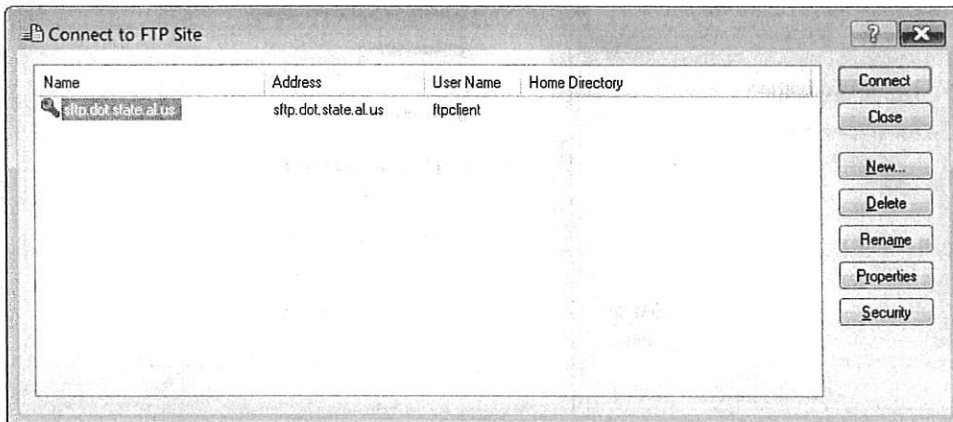 Connect to FTP Site
Name Address User Name Home Directory
sftp.dot.state.al.us sftp.dot.state.al.us ftpclient
Connect
Close
New...
Delete
Rename
Properties
Security